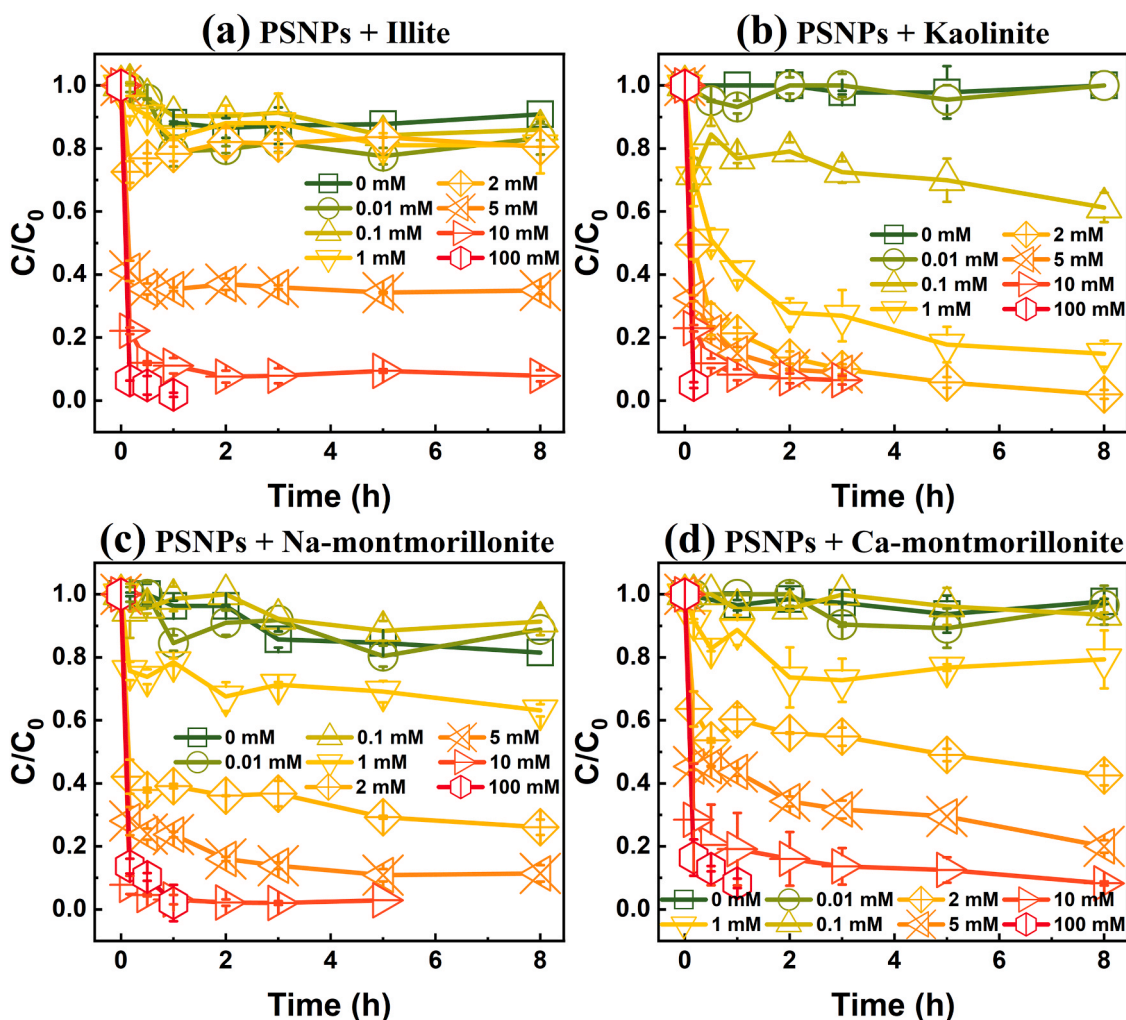 (a) PSNPs + Illite
1.0
0.8
0.6
0.4
0.2
0.0
C/C0
0 2 4 6 8
Time (h)
0 mM 2 mM
0.01 mM 5 mM
0.1 mM 10 mM
1 mM 100 mM
(b) PSNPs + Kaolinite
1.0
0.8
0.6
0.4
0.2
0.0
C/C0
0 2 4 6 8
Time (h)
0 mM 2 mM
0.01 mM 5 mM
0.1 mM 10 mM
1 mM 100 mM
(c) PSNPs + Na-montmorillonite
1.0
0.8
0.6
0.4
0.2
0.0
C/C0
0 2 4 6 8
Time (h)
0 mM 0.1 mM 5 mM
0.01 mM 1 mM 10 mM
2 mM 100 mM
(d) PSNPs + Ca-montmorillonite
1.0
0.8
0.6
0.4
0.2
0.0
C/C0
0 2 4 6 8
Time (h)
0 mM 0.01 mM 2 mM 10 mM
1 mM 0.1 mM 5 mM 100 mM